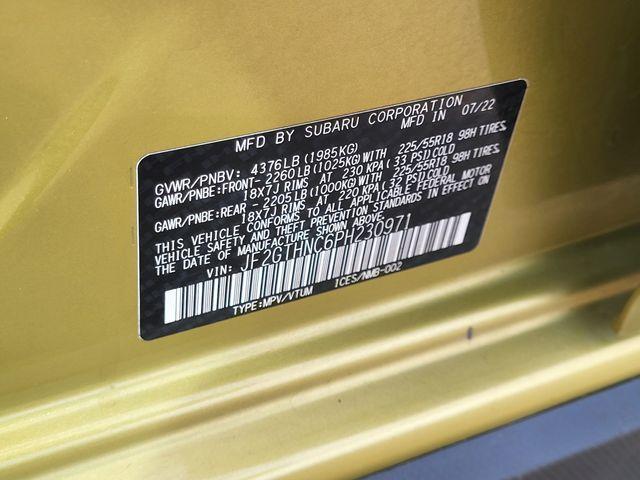 MFD BY SUBARU CORPORATION
MFD IN 07/22
GVWR/PNBV: 4376LB (1985KG)
GAWR/PNBE:FRONT-2260LB (1025KG)WITH 225/55R18 98H TIRES,
18X7J RIMS AT 230 KPA (33 PSI)COLD
GAWR/PNBE:REAR -2205LB(1000KG)WITH 225/55R18 98H TIRES,
18X7J RIMS AT 220 KPA (32 PSI)COLD
THIS VEHICLE CONFORMS TO ALL APPLICABLE FEDERAL MOTOR
VEHICLE SAFETY AND THEFT PREVENTION STANDARDS IN EFFECT
ON THE DATE OF MANUFACTURE SHOWN ABOVE.
VIN: JF2GTHNC6PH230971
TYPE:MPV/VTUM ICES/NMB-002